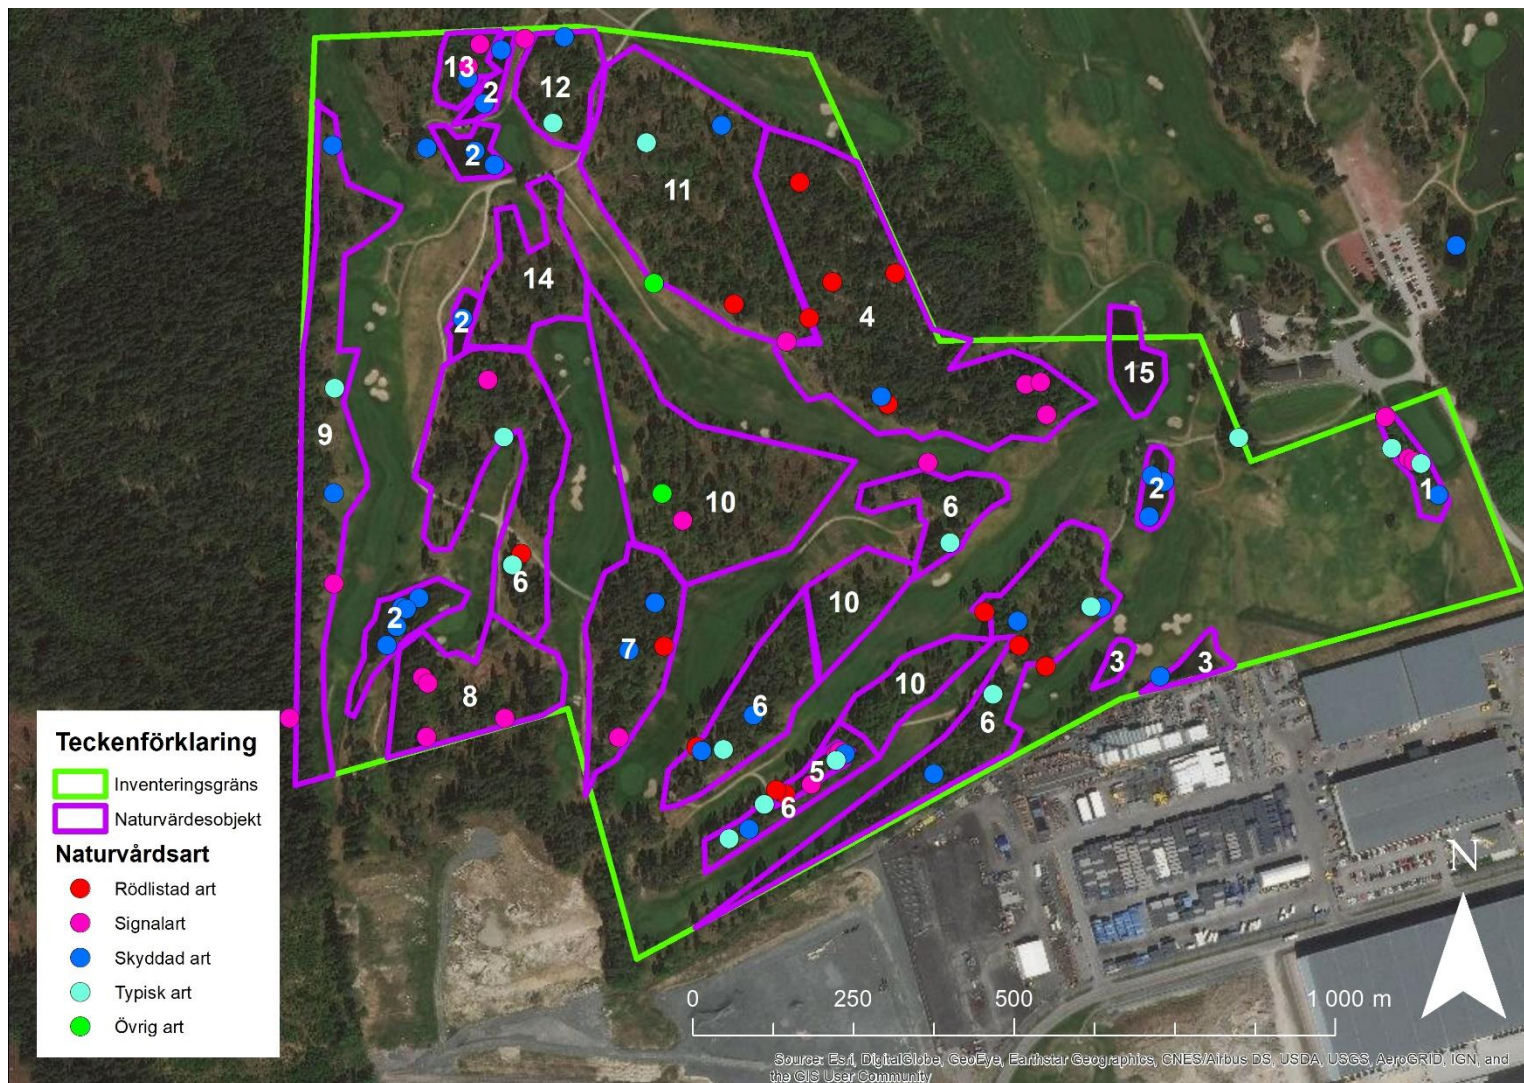 13
2
12
2
11
14
4
2
15
9
10
6
2
1
6
2
10
7
10
3
3
8
6
6
5
6
Teckenförklaring
Inventeringsgräns
Naturvärdesobjekt
Naturvårdsart
Rödlistad art
Signalart
Skyddad art
Typisk art
Övrig art
N
0 250 500 1 000 m
Source: Esri, DigitalGlobe, GeoEye, Earthstar Geographics, CNES/Airbus DS, USDA, USGS, AeroGRID, IGN, and
the GIS User Community